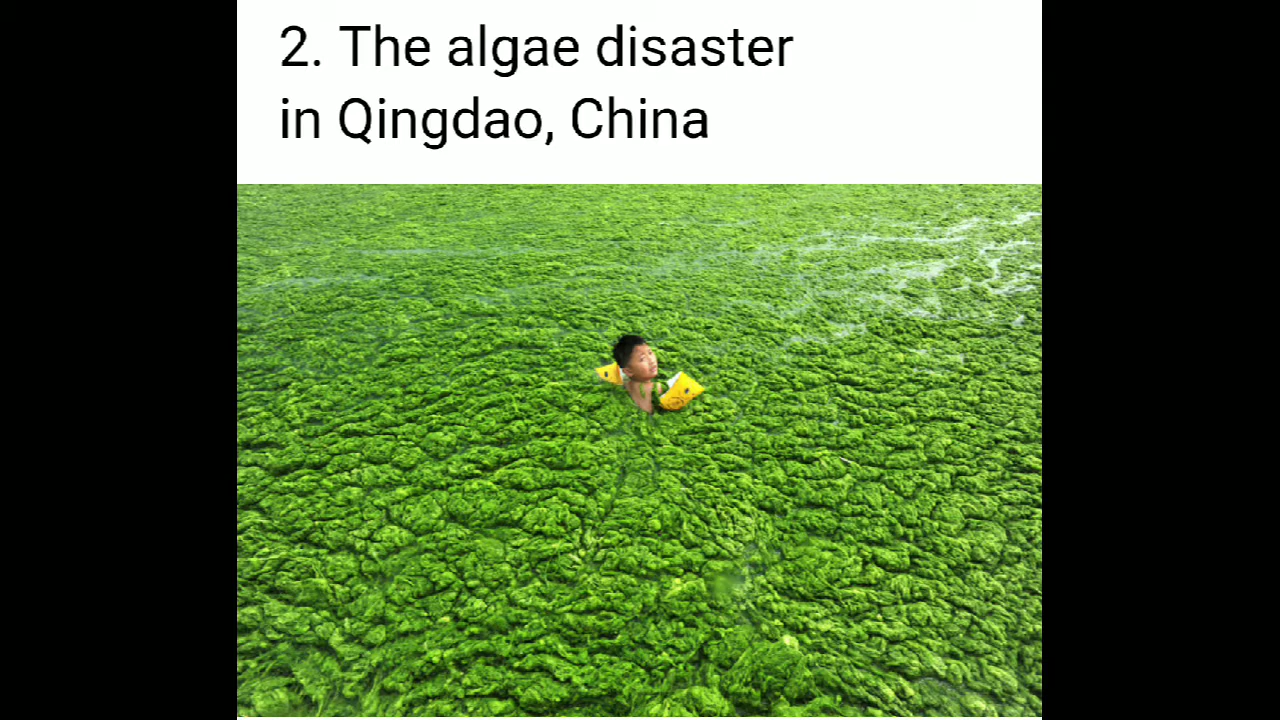 2. The algae disaster
in Qingdao, China